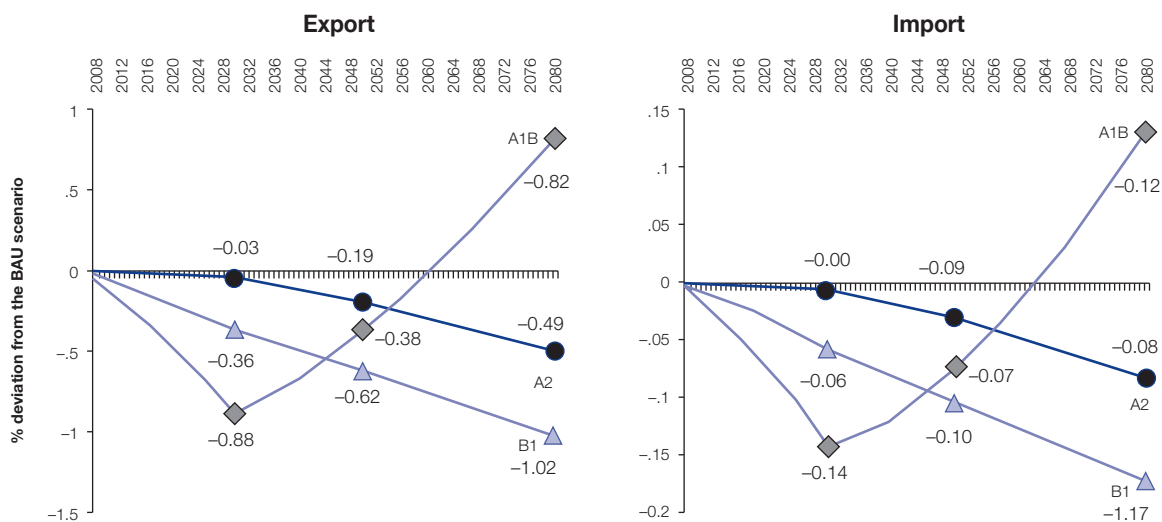 Export
2008 2012 2016 2020 2024 2028 2032 2036 2040 2044 2048 2052 2056 2060 2064 2068 2072 2076 2080
% deviation from the BAU scenario
1
.5
0
−.5
−1
−1.5
A1B
−0.82
−0.03
−0.19
−0.49
−0.38
A2
−0.36
−0.62
−0.88
B1
−1.02
Import
2008 2012 2016 2020 2024 2028 2032 2036 2040 2044 2048 2052 2056 2060 2064 2068 2072 2076 2080
.15
.1
.05
0
−.05
−.1
−.15
−0.2
A1B
−0.12
−0.00
−0.09
−0.08
−0.07
A2
−0.06
−0.10
−0.14
B1
−1.17